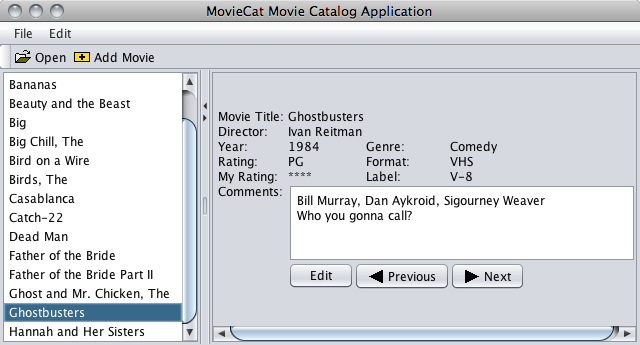 MovieCat Movie Catalog Application
File Edit
Open Add Movie
Bananas
Beauty and the Beast
Big
Big Chill, The
Bird on a Wire
Birds, The
Casablanca
Catch-22
Dead Man
Father of the Bride
Father of the Bride Part II
Ghost and Mr. Chicken, The
Ghostbusters
Hannah and Her Sisters
Movie Title: Ghostbusters
Director: Ivan Reitman
Year: 1984 Genre: Comedy
Rating: PG Format: VHS
My Rating: **** Label: V-8
Comments:
Bill Murray, Dan Aykroid, Sigourney Weaver
Who you gonna call?
Edit Previous Next